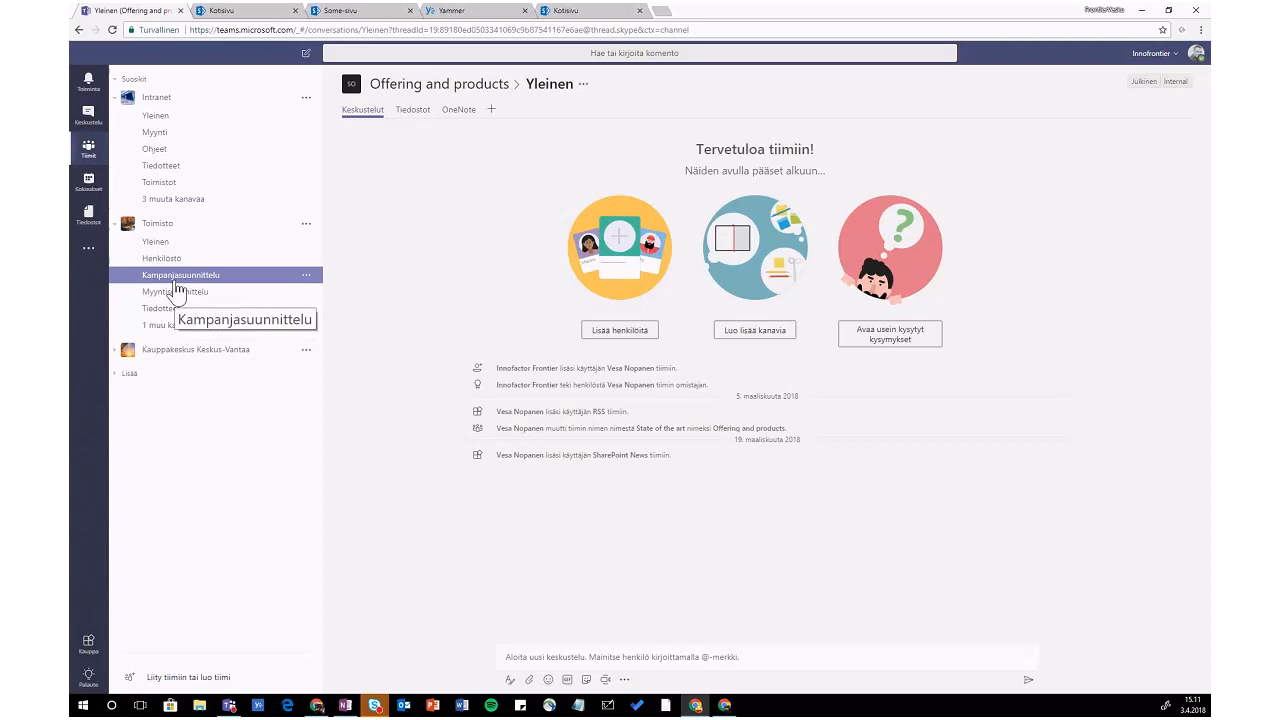 Yleinen (Offering and pro
Kotisivu
Some-sivu
Yammer
Kotisivu
FrontierVesku
Turvallinen
https://teams.microsoft.com/_#/conversations/Yleinen?threadId=19:89180ed0503341069c9b87541167e6ae@thread.skype&ctx=channel
Hae tai kirjoita komento
Innofrontier
Toiminta
Keskustelu
Tiimit
Kokoukset
Tiedostot
Kauppa
Palaute
Suosikit
Intranet
Yleinen
Myynti
Ohjeet
Tiedotteet
Toimistot
3 muuta kanavaa
Toimisto
Yleinen
Henkilöstö
Kampanjasuunnittelu
Kampanjasuunnittelu
1 muu
Kauppakeskus Keskus-Vantaa
Lisää
Liity tiimiin tai luo tiimi
SO
Offering and products > Yleinen
Julkinen
Internal
Keskustelut
Tiedostot
OneNote
Tervetuloa tiimiin!
Näiden avulla pääset alkuun...
Lisää henkilöitä
Luo lisää kanavia
Avaa usein kysytyt
kysymykset
Innofactor Frontier lisäsi käyttäjän Vesa Nopanen tiimiin.
Innofactor Frontier teki henkilöstä Vesa Nopanen tiimin omistajan.
5. maaliskuuta 2018
Vesa Nopanen lisäsi käyttäjän RSS tiimiin.
Vesa Nopanen muutti tiimin nimen nimestä State of the art nimeksi Offering and products.
19. maaliskuuta 2018
Vesa Nopanen lisäsi käyttäjän SharePoint News tiimiin.
Aloita uusi keskustelu. Mainitse henkilö kirjoittamalla @-merkki.
15.11
3.4.2018